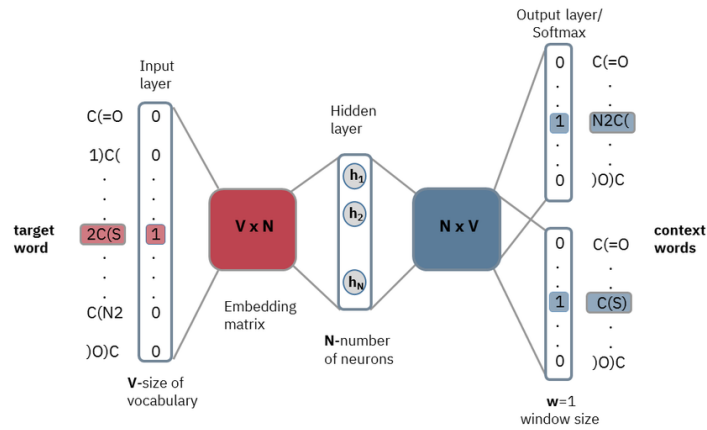 Input
layer
C(=O
0
1)C(
0
target
word
2C(S
1
C(N2
0
)O)C
0
V-size of
vocabulary
V x N
Embedding
matrix
Hidden
layer
h1
h2
hN
N-number
of neurons
N x V
Output layer/
Softmax
0
C(=O
1
N2C(
0
)O)C
context
words
0
C(=O
1
C(S)
0
)O)C
w=1
window size